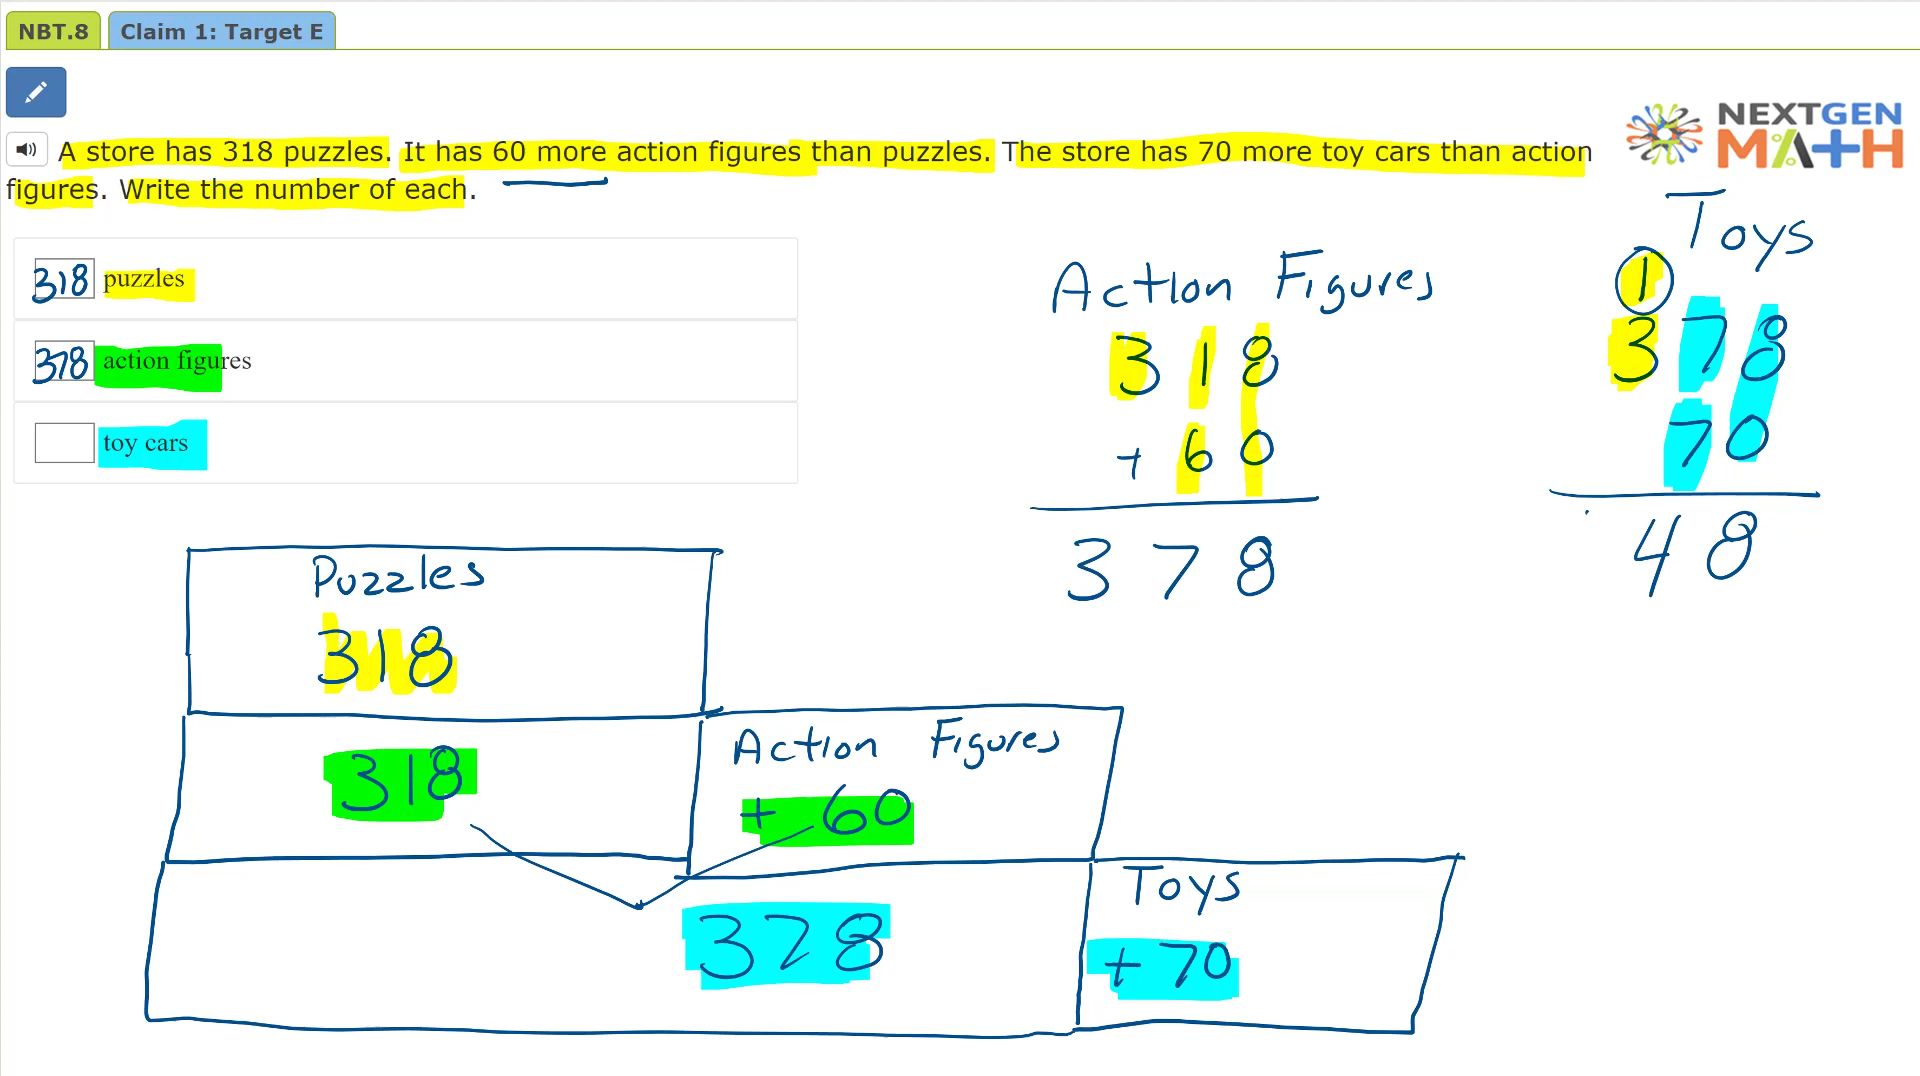 NBT.8
Claim 1: Target E
NEXTGEN
MATH
A store has 318 puzzles. It has 60 more action figures than puzzles. The store has 70 more toy cars than action
figures. Write the number of each.
318 puzzles
378 action figures
toy cars
Action Figures
318
+ 60
378
Toys
1
378
70
48
Puzzles
318
318
Action Figures
+ 60
378
Toys
+ 70